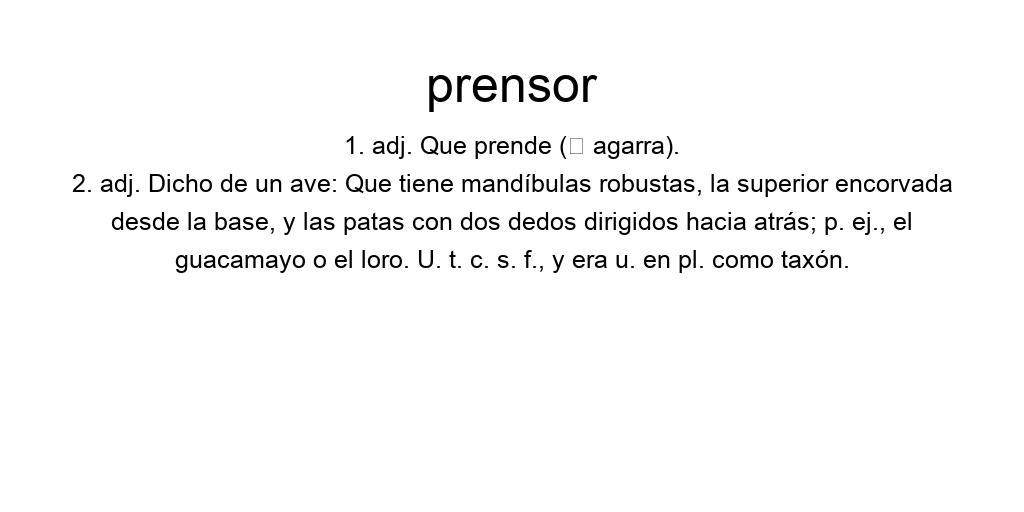 prensor
1. adj. Que prende (□ agarra).
2. adj. Dicho de un ave: Que tiene mandíbulas robustas, la superior encorvada
desde la base, y las patas con dos dedos dirigidos hacia atrás; p. ej., el
guacamayo o el loro. U. t. c. s. f., y era u. en pl. como taxón.